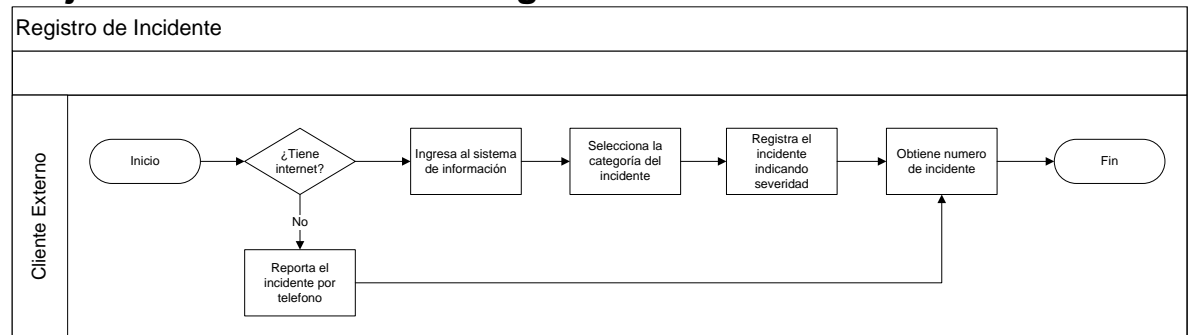 Registro de Incidente
Cliente Externo
Inicio
¿Tiene
internet?
Ingresa al sistema
de información
Selecciona la
categoría del
incidente
Registra el
incidente
indicando
severidad
Obtiene numero
de incidente
Fin
No
Reporta el
incidente por
telefono